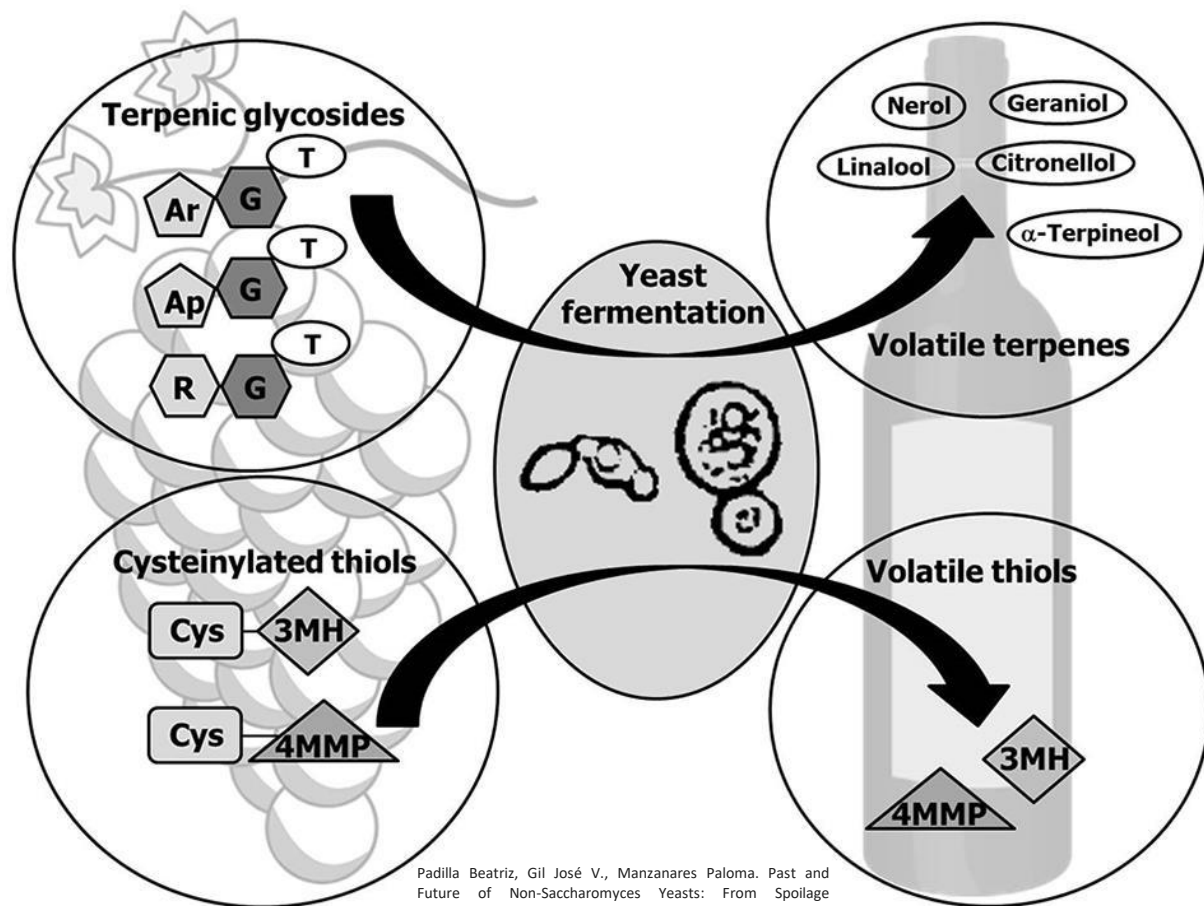 Terpenic glycosides
T
Ar
G
T
Ap
G
T
R
G
Cysteinylated thiols
Cys
3MH
Cys
4MMP
Yeast
fermentation
Nerol
Geraniol
Linalool
Citronellol
α-Terpineol
Volatile terpenes
Volatile thiols
3MH
4MMP
Padilla Beatriz, Gil José V., Manzanares Paloma. Past and
Future of Non-Saccharomyces Yeasts: From Spoilage